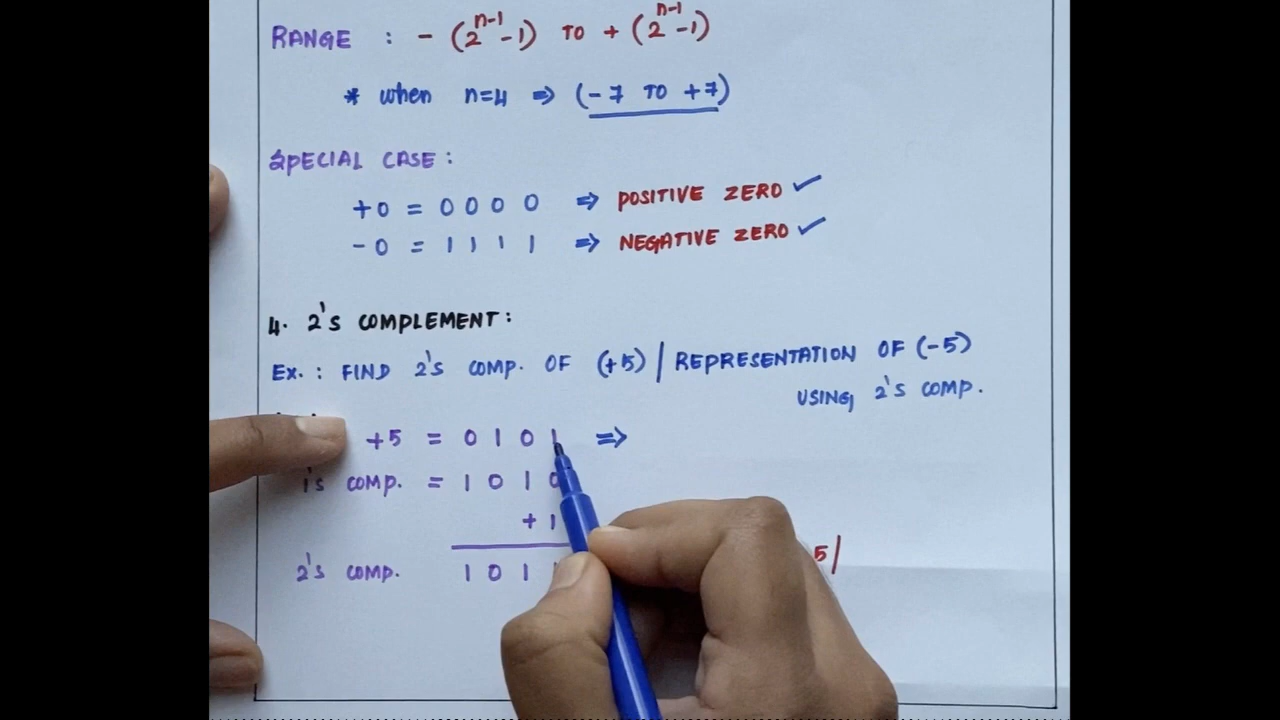 RANGE : - (2^(n-1) - 1) TO + (2^(n-1) - 1)
* when n=4 ⇒ (-7 TO +7)
SPECIAL CASE:
+0 = 0 0 0 0 ⇒ POSITIVE ZERO ✓
-0 = 1 1 1 1 ⇒ NEGATIVE ZERO ✓
4. 2's COMPLEMENT:
Ex. : FIND 2's COMP. OF (+5) / REPRESENTATION OF (-5)
USING 2's COMP.
+5 = 0 1 0 1 ⇒
1's COMP. = 1 0 1 0
+ 1
2's COMP. 1 0 1
5/